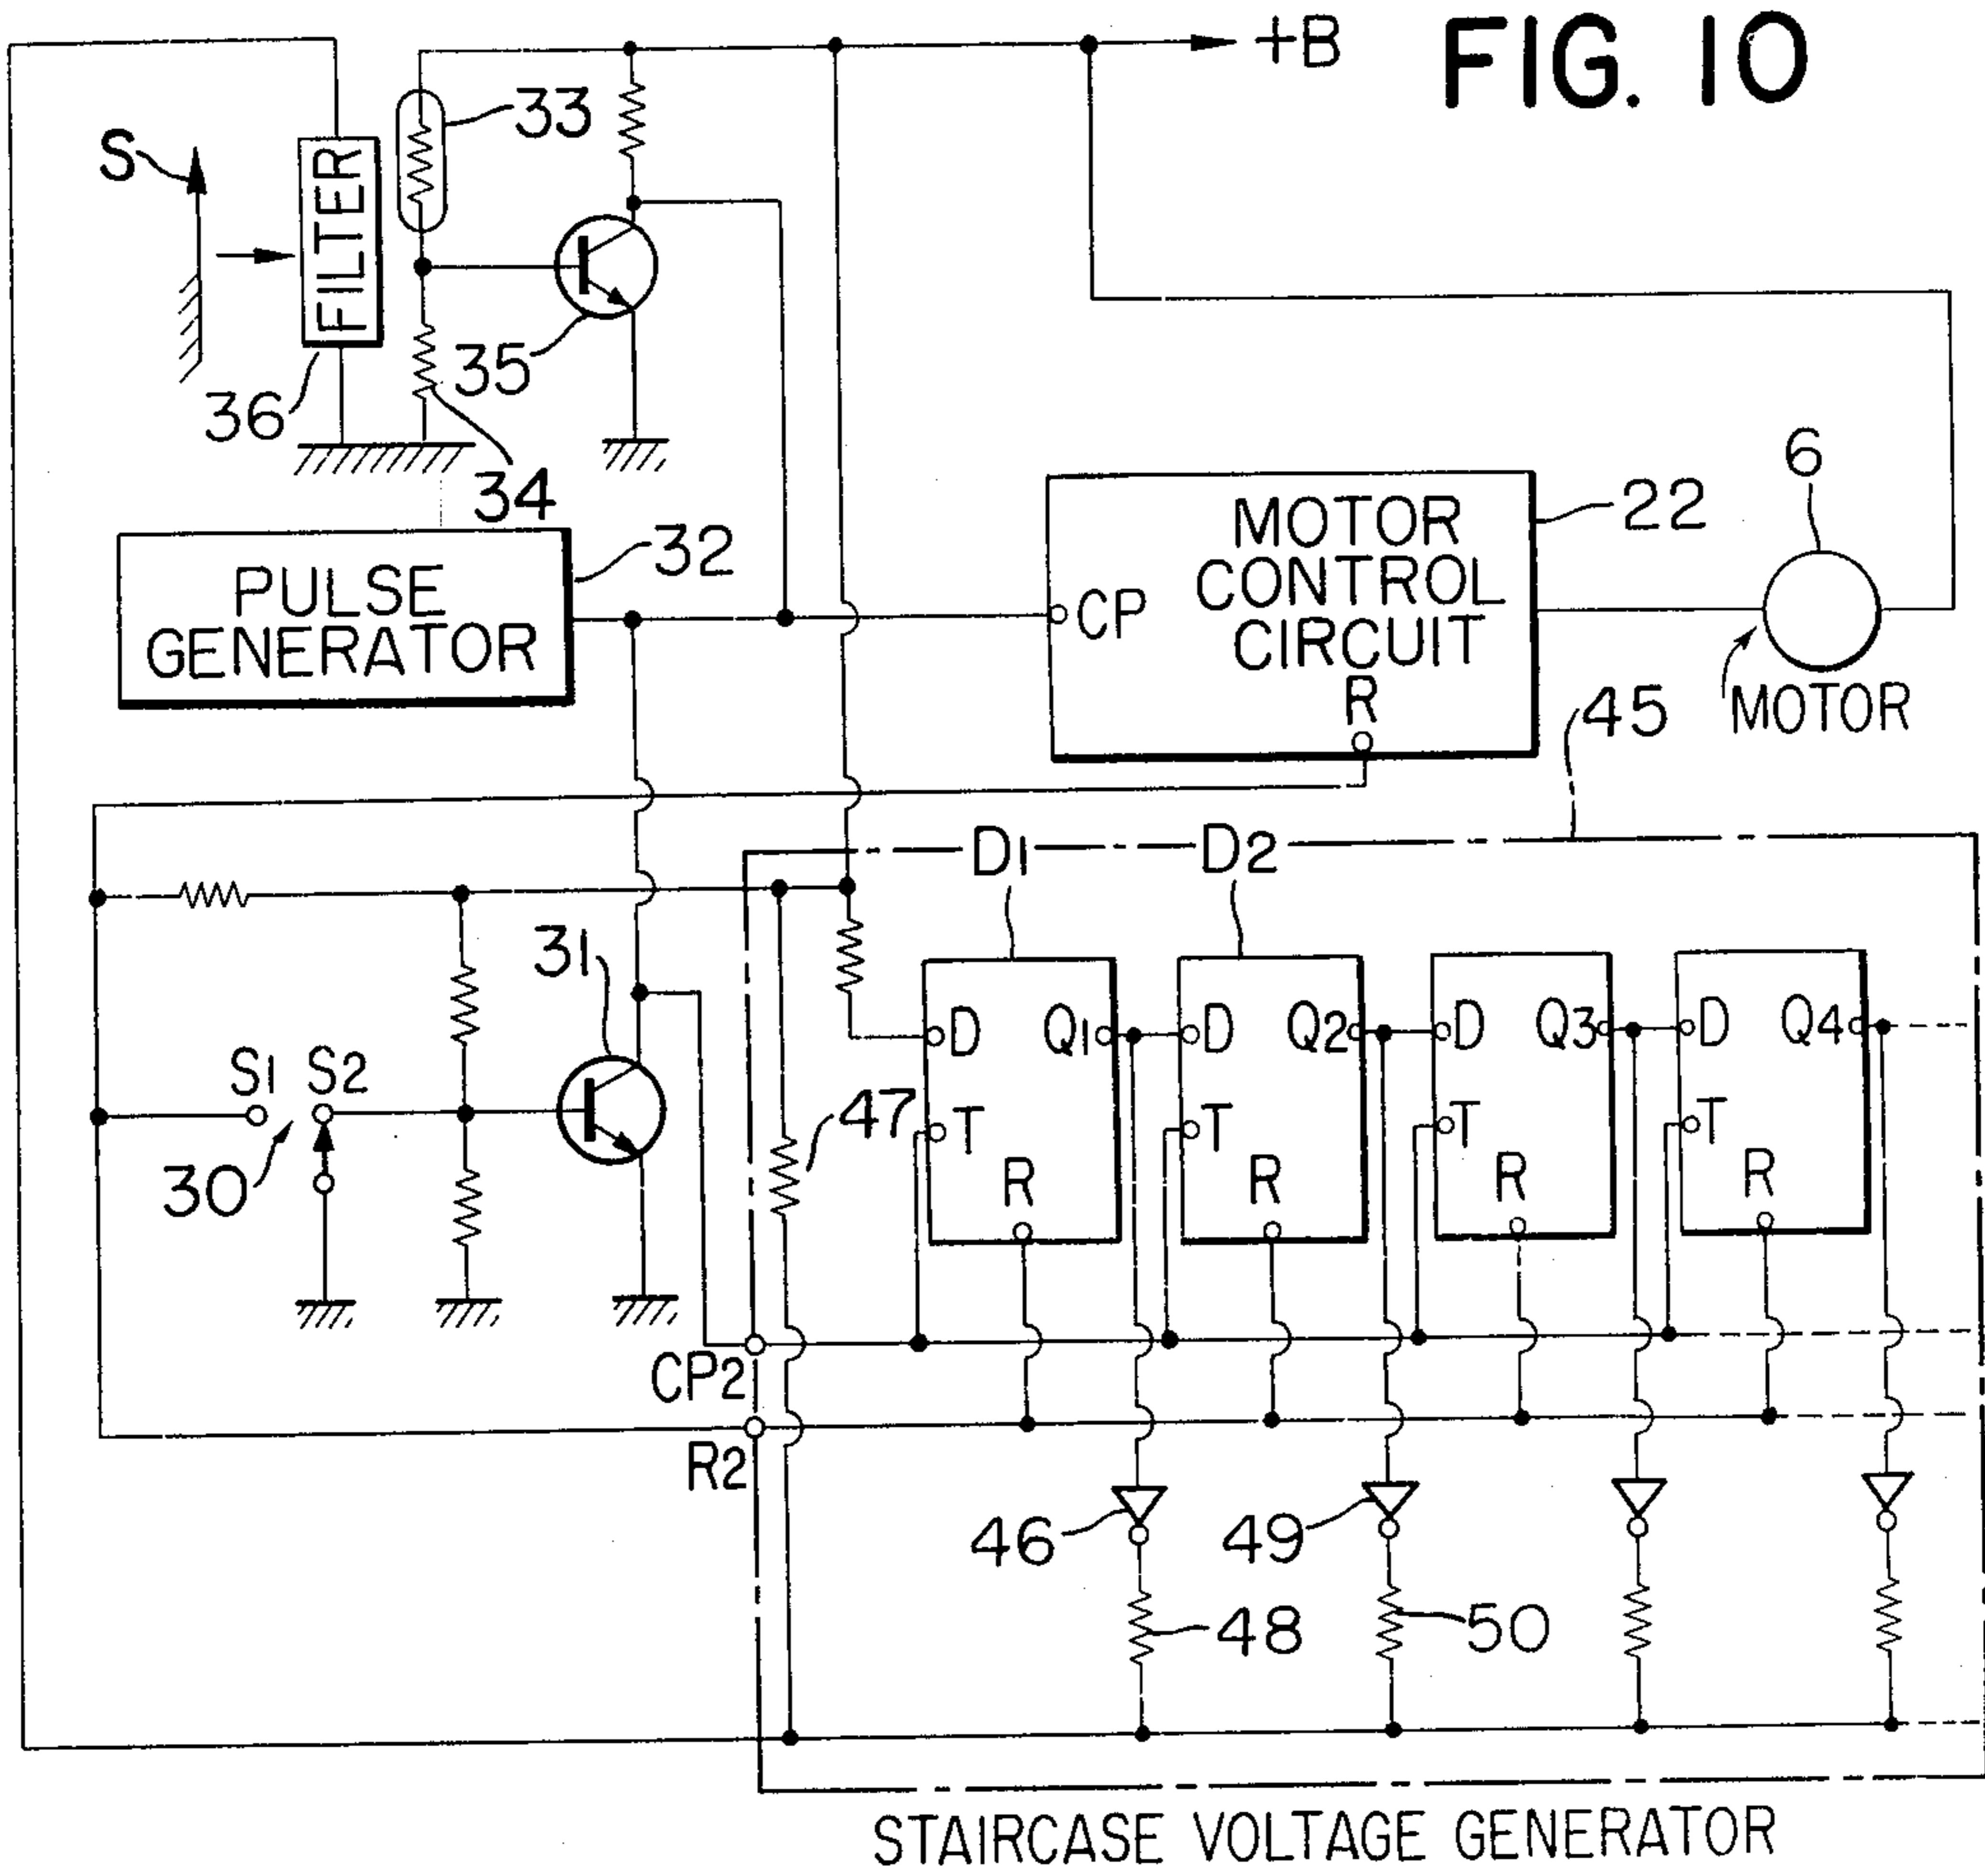 +B
FIG. 10
33
S
FILTER
35
36
34
6
22
MOTOR
CONTROL
CIRCUIT
CP
R
32
PULSE
GENERATOR
MOTOR
45
D1
D2
31
D
Q1
D
Q2
D
Q3
D
Q4
S1
S2
47
T
T
T
T
30
R
R
R
R
CP2
R2
46
49
48
50
STAIRCASE VOLTAGE GENERATOR